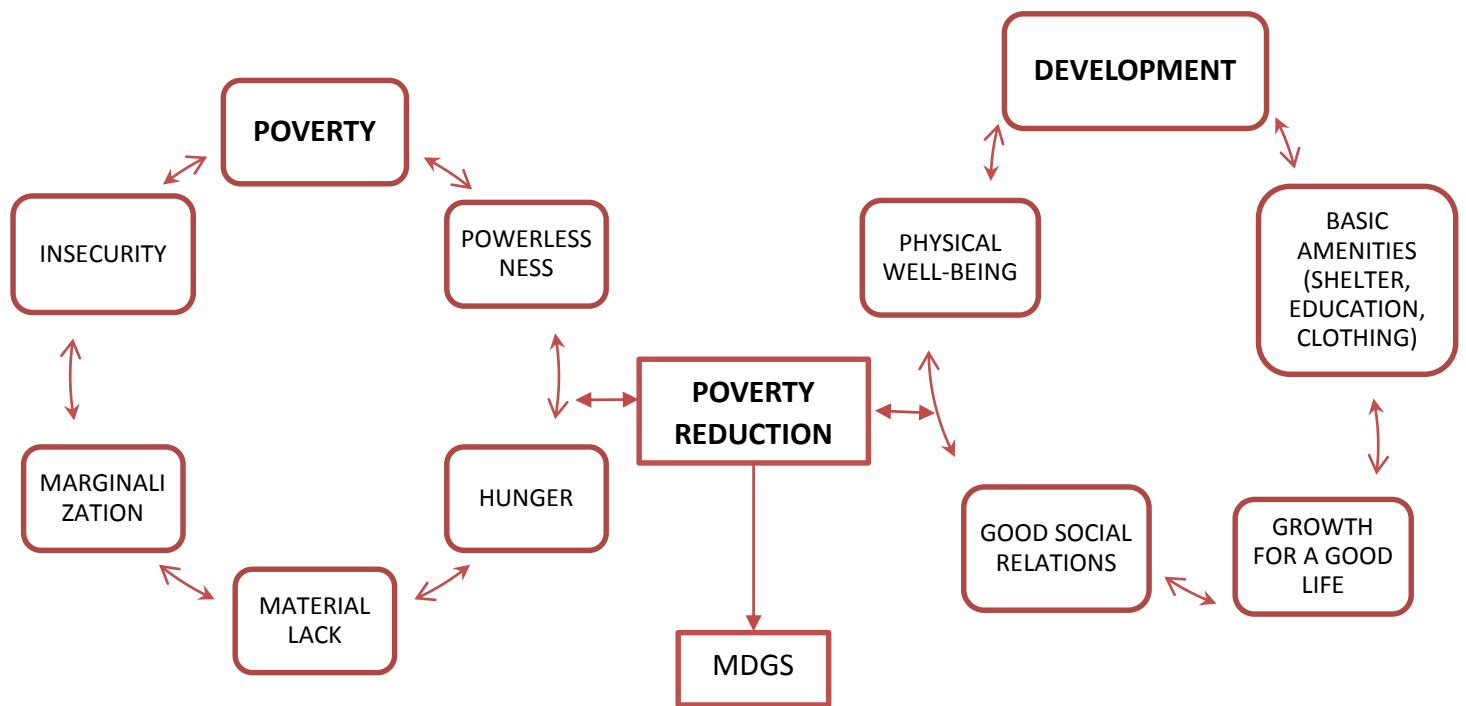 POVERTY
INSECURITY
POWERLESS
NESS
MARGINALI
ZATION
HUNGER
MATERIAL
LACK
POVERTY
REDUCTION
MDGS
DEVELOPMENT
PHYSICAL
WELL-BEING
BASIC
AMENITIES
(SHELTER,
EDUCATION,
CLOTHING)
GOOD SOCIAL
RELATIONS
GROWTH
FOR A GOOD
LIFE